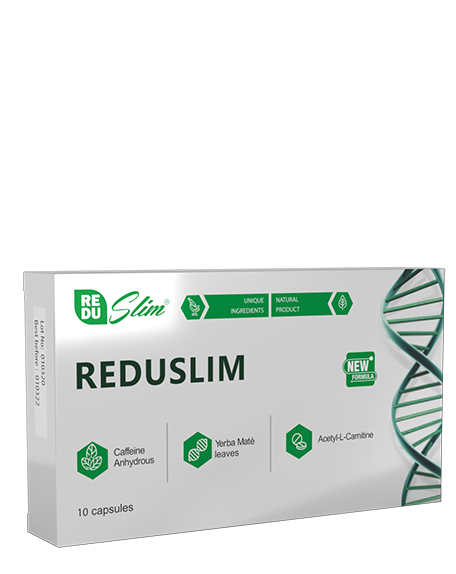 RE
DU
Slim®
UNIQUE
INGREDIENTS
NATURAL
PRODUCT
REDUSLIM
NEW
FORMULA
Caffeine
Anhydrous
Yerba Matè
leaves
Acetyl-L-Carnitine
10 capsules
Lot No: 010120
Best before : 010122